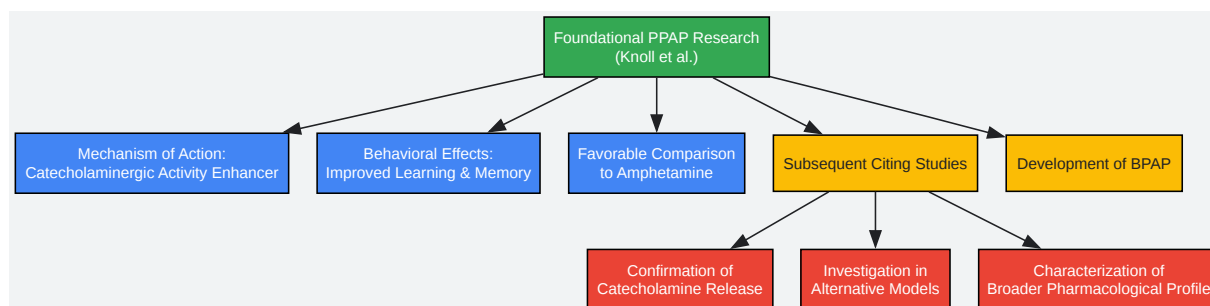 Foundational PPAP Research
(Knoll et al.)
Mechanism of Action:
Catecholaminergic Activity Enhancer
Behavioral Effects:
Improved Learning & Memory
Favorable Comparison
to Amphetamine
Subsequent Citing Studies
Development of BPAP
Confirmation of
Catecholamine Release
Investigation in
Alternative Models
Characterization of
Broader Pharmacological Profile